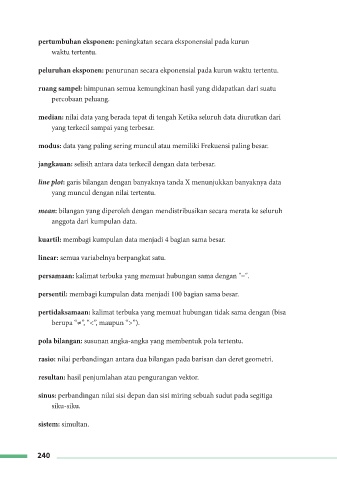 pertumbuhan eksponen: peningkatan secara eksponensial pada kurun
waktu tertentu.
peluruhan eksponen: penurunan secara ekponensial pada kurun waktu tertentu.
ruang sampel: himpunan semua kemungkinan hasil yang didapatkan dari suatu
percobaan peluang.
median: nilai data yang berada tepat di tengah Ketika seluruh data diurutkan dari
yang terkecil sampai yang terbesar.
modus: data yang paling sering muncul atau memiliki Frekuensi paling besar.
jangkauan: selisih antara data terkecil dengan data terbesar.
line plot: garis bilangan dengan banyaknya tanda X menunjukkan banyaknya data
yang muncul dengan nilai tertentu.
mean: bilangan yang diperoleh dengan mendistribusikan secara merata ke seluruh
anggota dari kumpulan data.
kuartil: membagi kumpulan data menjadi 4 bagian sama besar.
linear: semua variabelnya berpangkat satu.
persamaan: kalimat terbuka yang memuat hubungan sama dengan "=".
persentil: membagi kumpulan data menjadi 100 bagian sama besar.
pertidaksamaan: kalimat terbuka yang memuat hubungan tidak sama dengan (bisa
berupa "≠", "<", maupun ">").
pola bilangan: susunan angka-angka yang membentuk pola tertentu.
rasio: nilai perbandingan antara dua bilangan pada barisan dan deret geometri.
resultan: hasil penjumlahan atau pengurangan vektor.
sinus: perbandingan nilai sisi depan dan sisi miring sebuah sudut pada segitiga
siku-siku.
sistem: simultan.
240